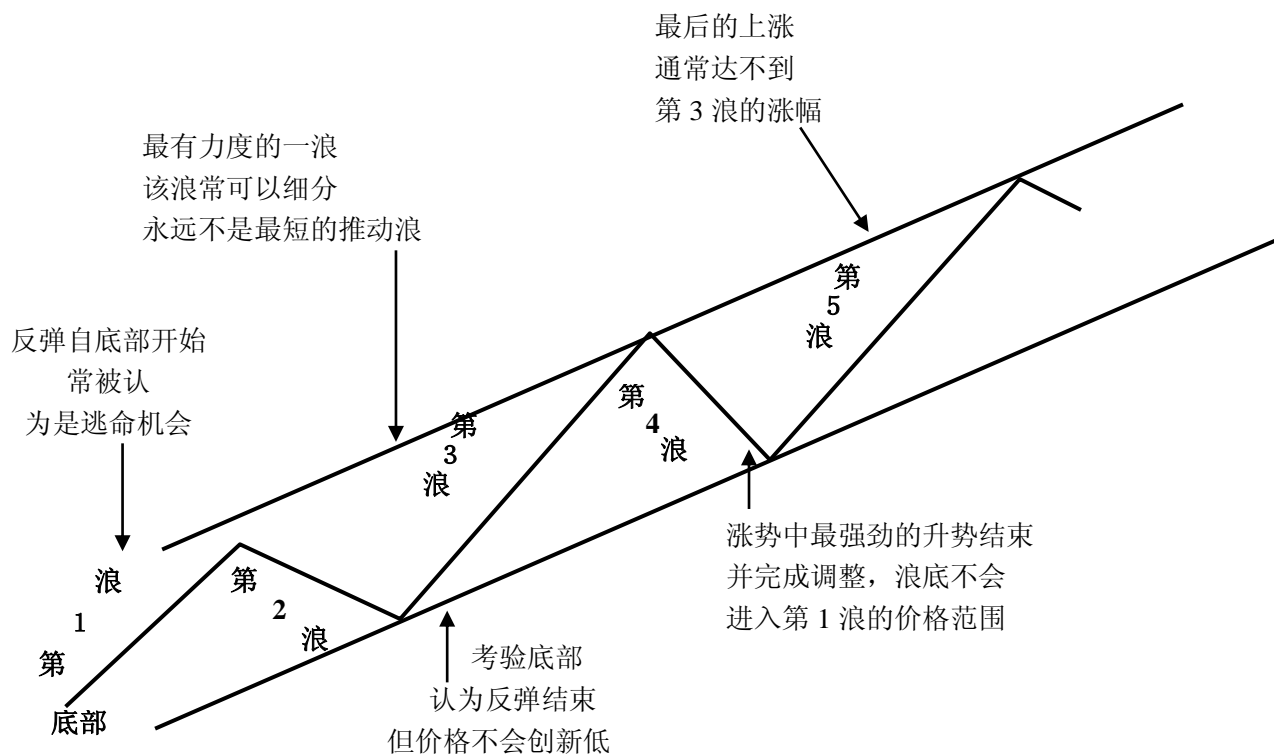 最后的上涨
通常达不到
第 3 浪的涨幅
最有力度的一浪
该浪常可以细分
永远不是最短的推动浪
反弹自底部开始
常被认
为是逃命机会
第 1 浪
第 2 浪
第 3 浪
第 4 浪
第 5 浪
涨势中最强劲的升势结束
并完成调整，浪底不会
进入第 1 浪的价格范围
考验底部
认为反弹结束
但价格不会创新低
底部